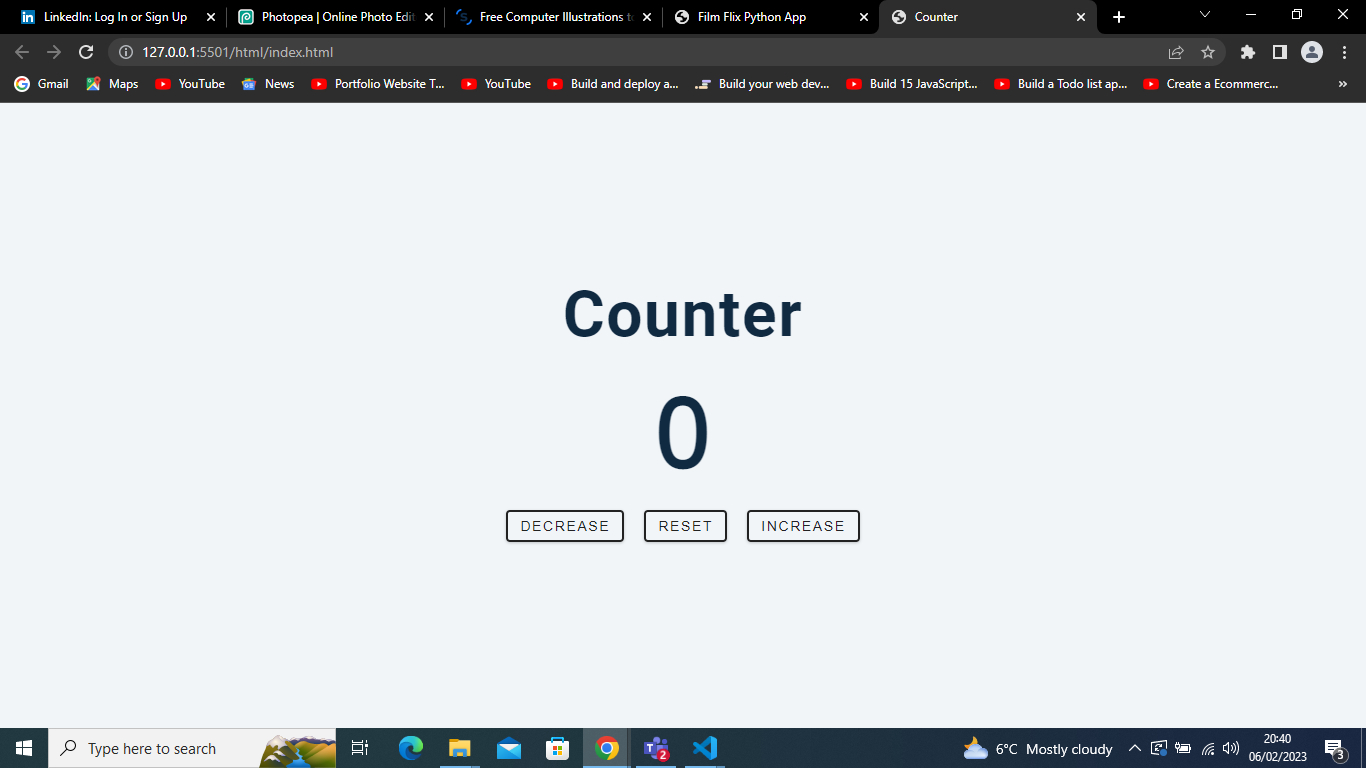 LinkedIn: Log In or Sign Up
Photopea | Online Photo Edit
Free Computer Illustrations to
Film Flix Python App
Counter
127.0.0.1:5501/html/index.html
Gmail Maps YouTube News Portfolio Website T... YouTube Build and deploy a... Build your web dev... Build 15 JavaScript... Build a Todo list ap... Create a Ecommerc... »
Counter
0
DECREASE RESET INCREASE
Type here to search
2
6°C Mostly cloudy
20:40
06/02/2023
3